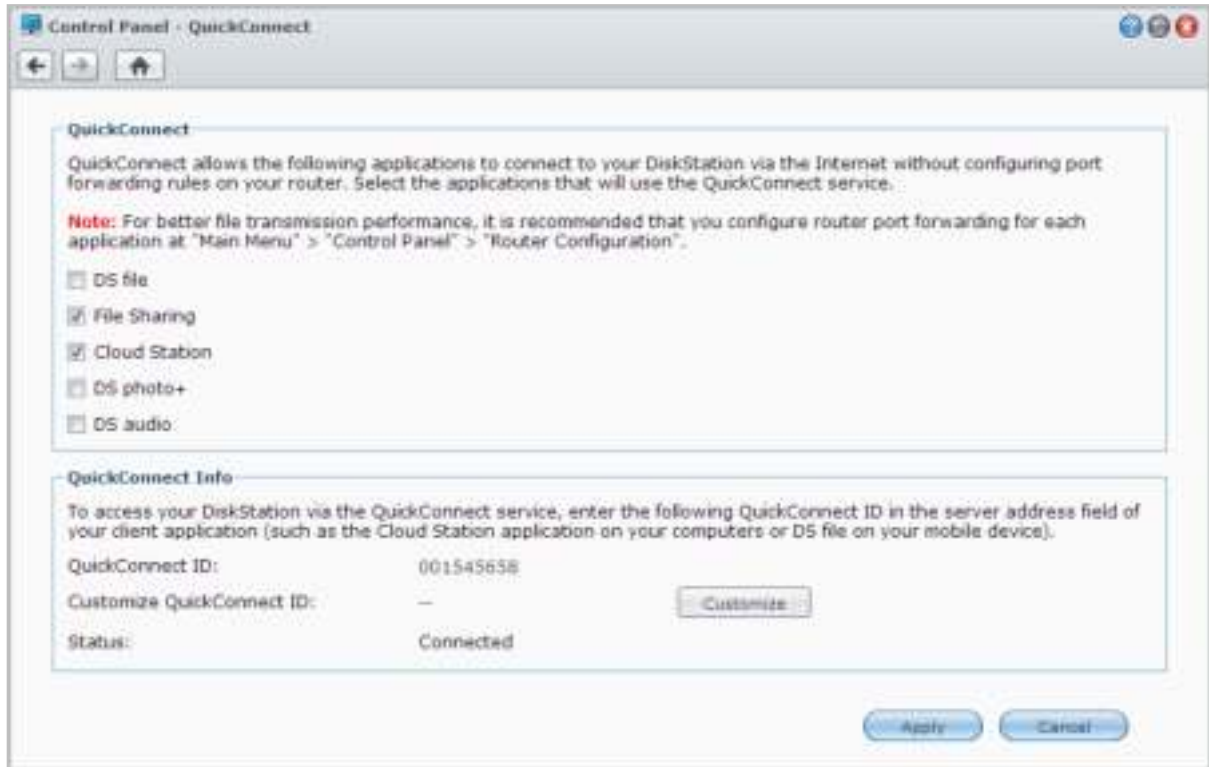 Control Panel - QuickConnect
QuickConnect
QuickConnect allows the following applications to connect to your DiskStation via the Internet without configuring port
forwarding rules on your router. Select the applications that will use the QuickConnect service.
Note: For better file transmission performance, it is recommended that you configure router port forwarding for each
application at "Main Menu" > "Control Panel" > "Router Configuration".
DS file
File Sharing
Cloud Station
DS photo+
DS audio
QuickConnect Info
To access your DiskStation via the QuickConnect service, enter the following QuickConnect ID in the server address field of
your client application (such as the Cloud Station application on your computers or DS file on your mobile device).
QuickConnect ID: 001545658
Customize QuickConnect ID: -- Customize
Status: Connected
Apply Cancel